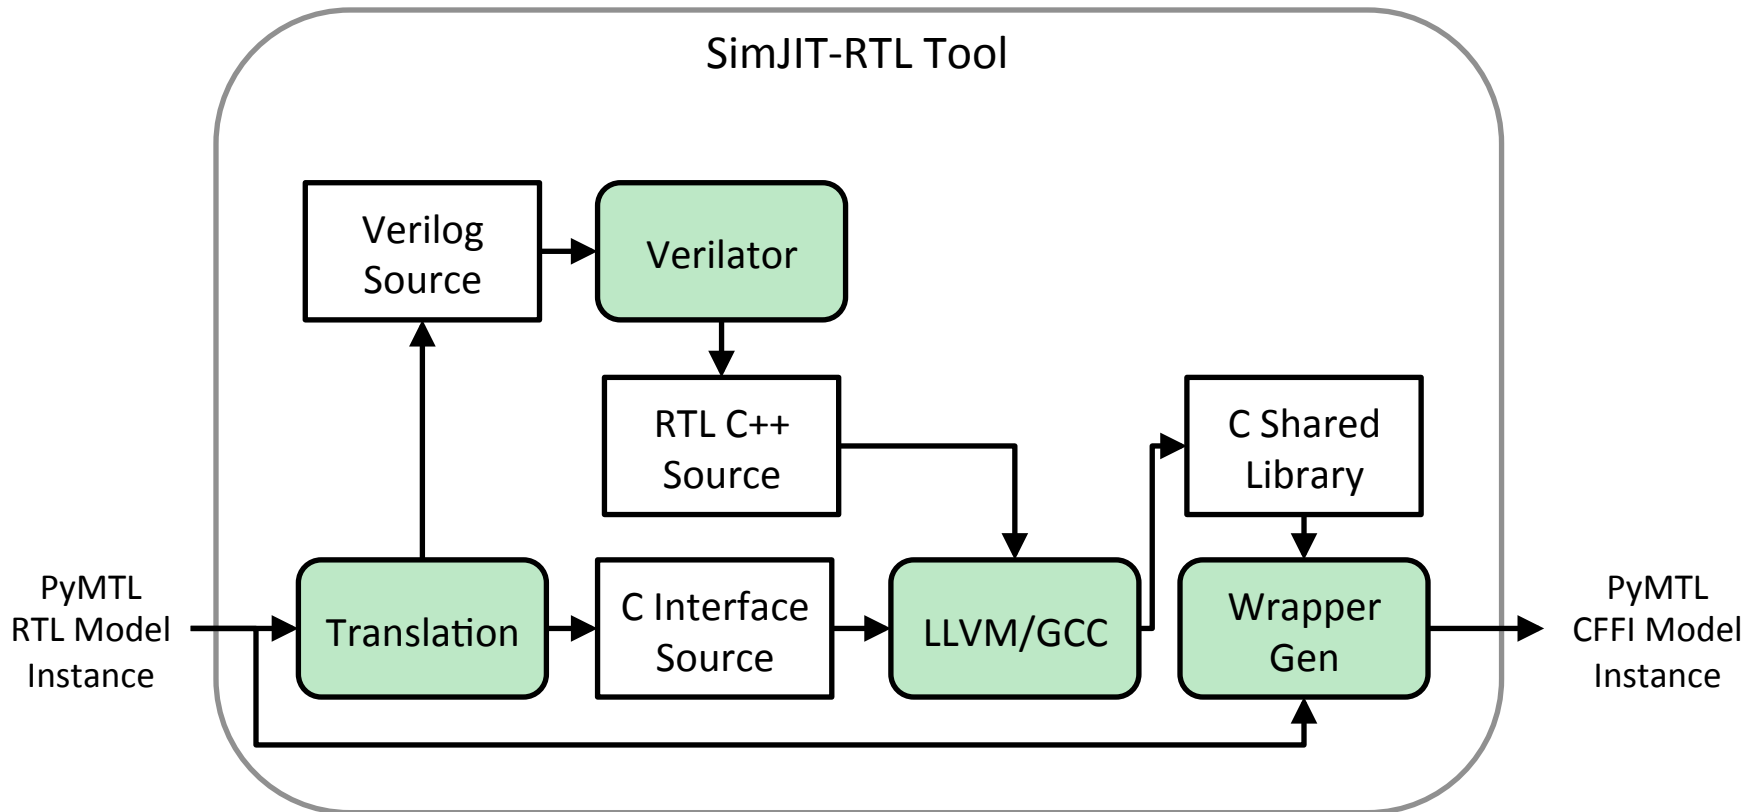 SimJIT-RTL Tool
Verilog
Source
Verilator
RTL C++
Source
C Shared
Library
PyMTL
RTL Model
Instance
Translation
C Interface
Source
LLVM/GCC
Wrapper
Gen
PyMTL
CFFI Model
Instance